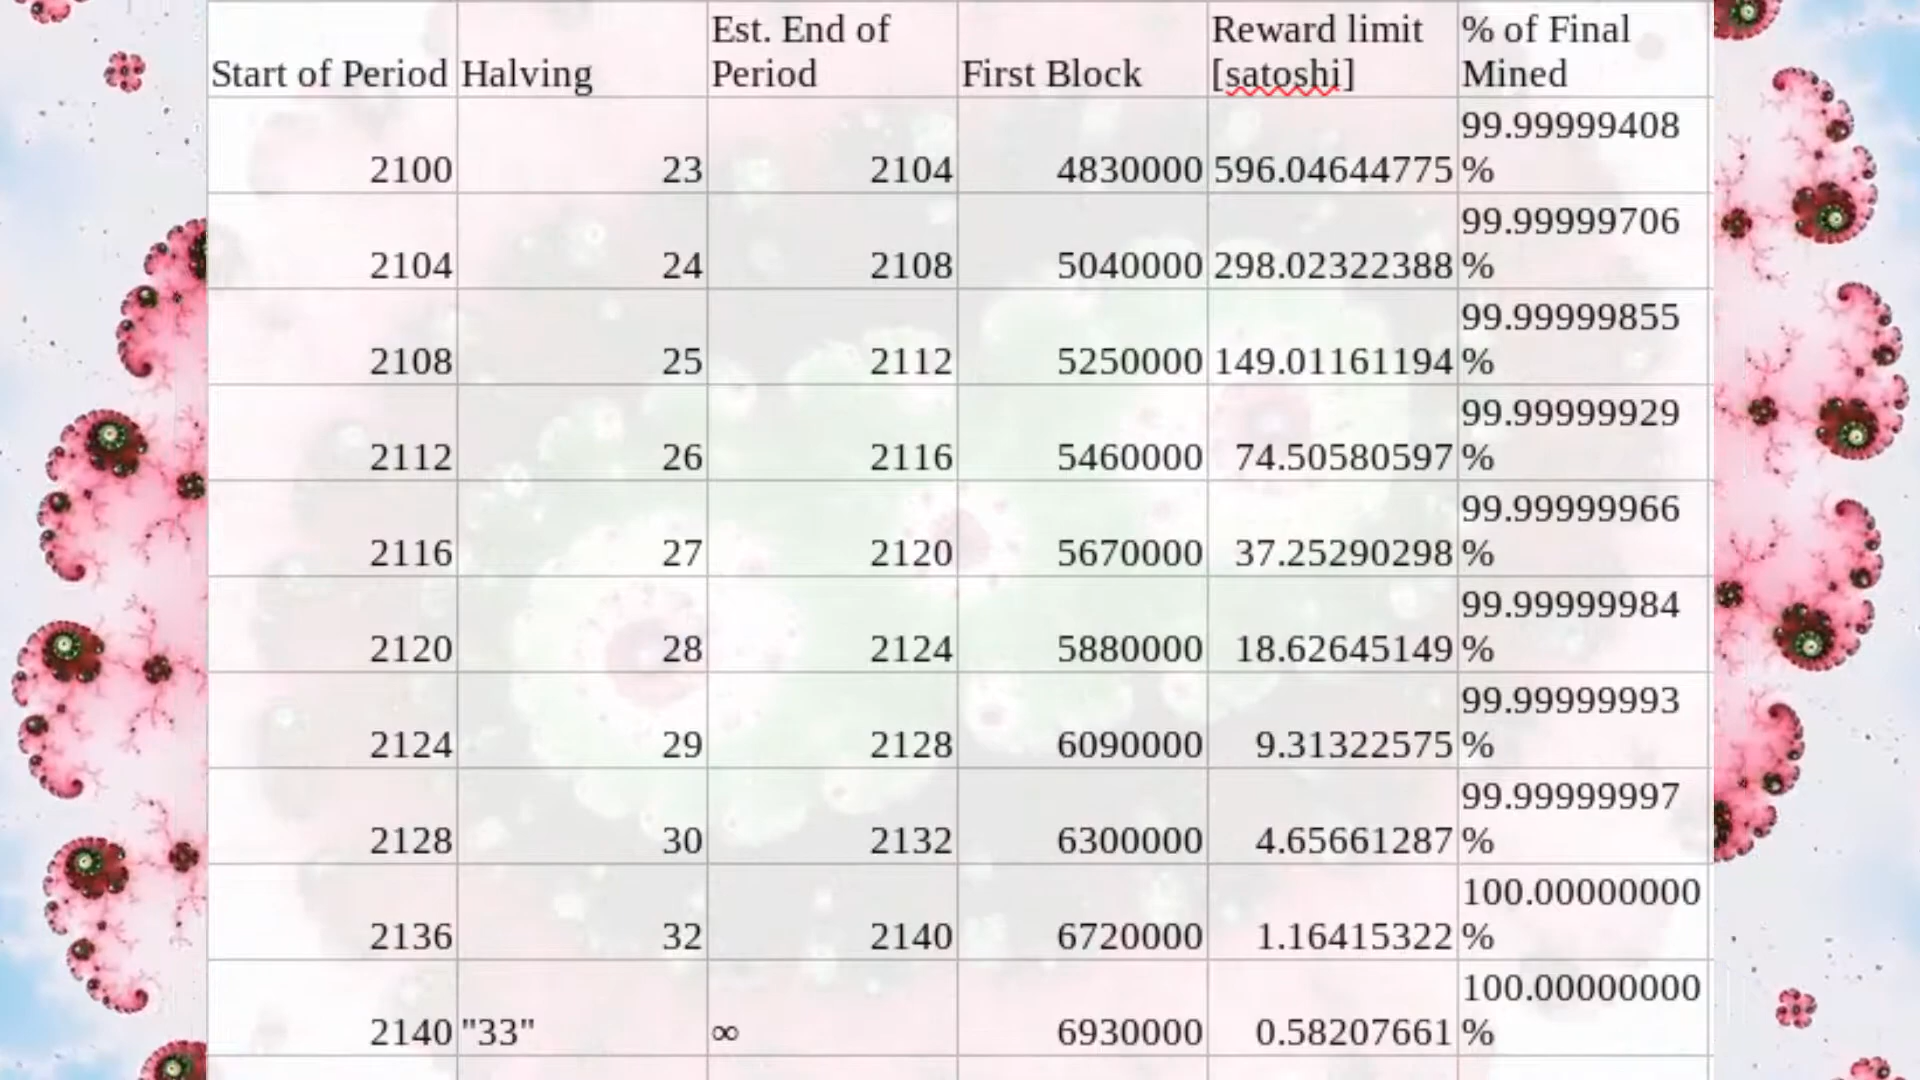 Start of Period Halving Est. End of Period First Block Reward limit [satoshi] % of Final Mined
2100 23 2104 4830000 596.04644775 99.99999408 %
2104 24 2108 5040000 298.02322388 99.99999706 %
2108 25 2112 5250000 149.01161194 99.99999855 %
2112 26 2116 5460000 74.50580597 99.99999929 %
2116 27 2120 5670000 37.25290298 99.99999966 %
2120 28 2124 5880000 18.62645149 99.99999984 %
2124 29 2128 6090000 9.31322575 99.99999993 %
2128 30 2132 6300000 4.65661287 99.99999997 %
2136 32 2140 6720000 1.16415322 100.00000000 %
2140 "33" ∞ 6930000 0.58207661 100.00000000 %